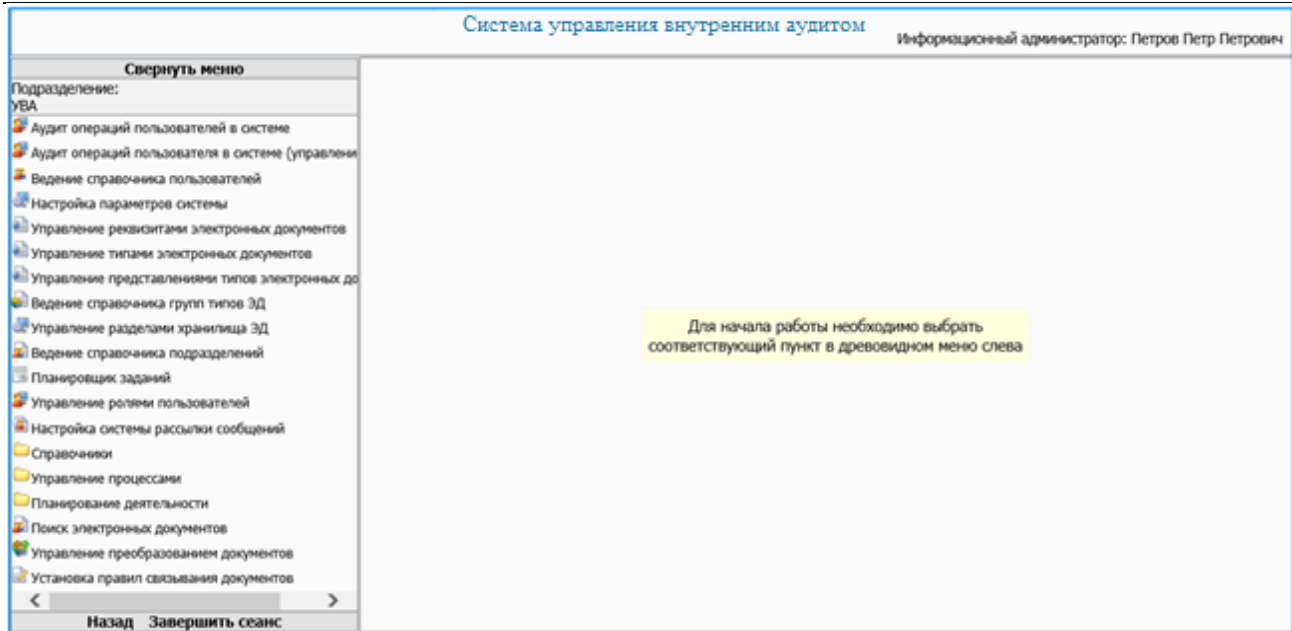 Система управления внутренним аудитом
Информационный администратор: Петров Петр Петрович
Свернуть меню
Подразделение:
УВА
Аудит операций пользователей в системе
Аудит операций пользователя в системе (управлени
Ведение справочника пользователей
Настройка параметров системы
Управление реквизитами электронных документов
Управление типами электронных документов
Управление представлениями типов электронных до
Ведение справочника групп типов ЭД
Управление разделами хранилища ЭД
Ведение справочника подразделений
Планировщик заданий
Управление ролями пользователей
Настройка системы рассылки сообщений
Справочники
Управление процессами
Планирование деятельности
Поиск электронных документов
Управление преобразованием документов
Установка правил связывания документов
Назад Завершить сеанс
Для начала работы необходимо выбрать
соответствующий пункт в древовидном меню слева